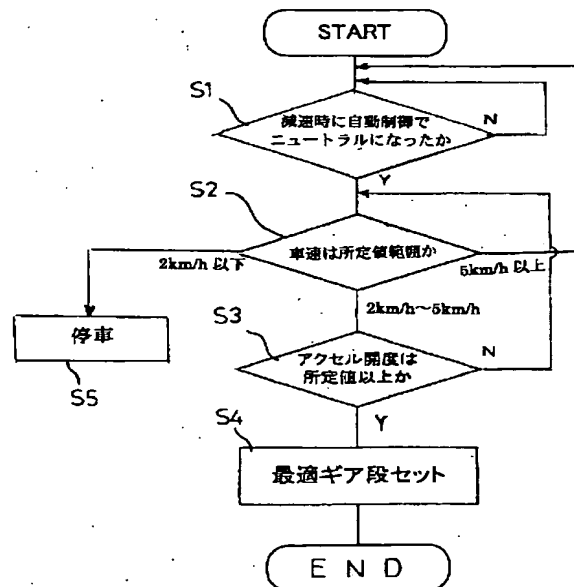 START
S1
減速時に自動制御で
ニュートラルになったか
N
Y
S2
車速は所定値範囲か
2km/h 以下
5km/h 以上
2km/h～5km/h
停車
S5
S3
アクセル開度は
所定値以上か
N
Y
S4
最適ギア段セット
END